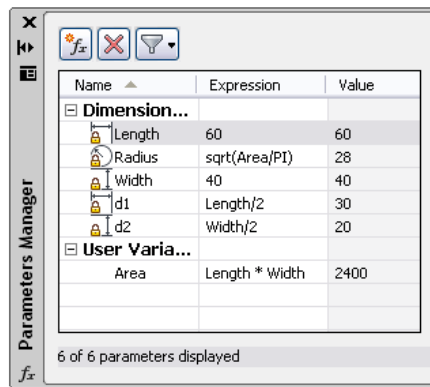 Name Expression Value
Dimension...
Length 60 60
Radius sqrt(Area/PI) 28
Width 40 40
d1 Length/2 30
d2 Width/2 20
User Varia...
Area Length * Width 2400
6 of 6 parameters displayed
Parameters Manager
fx